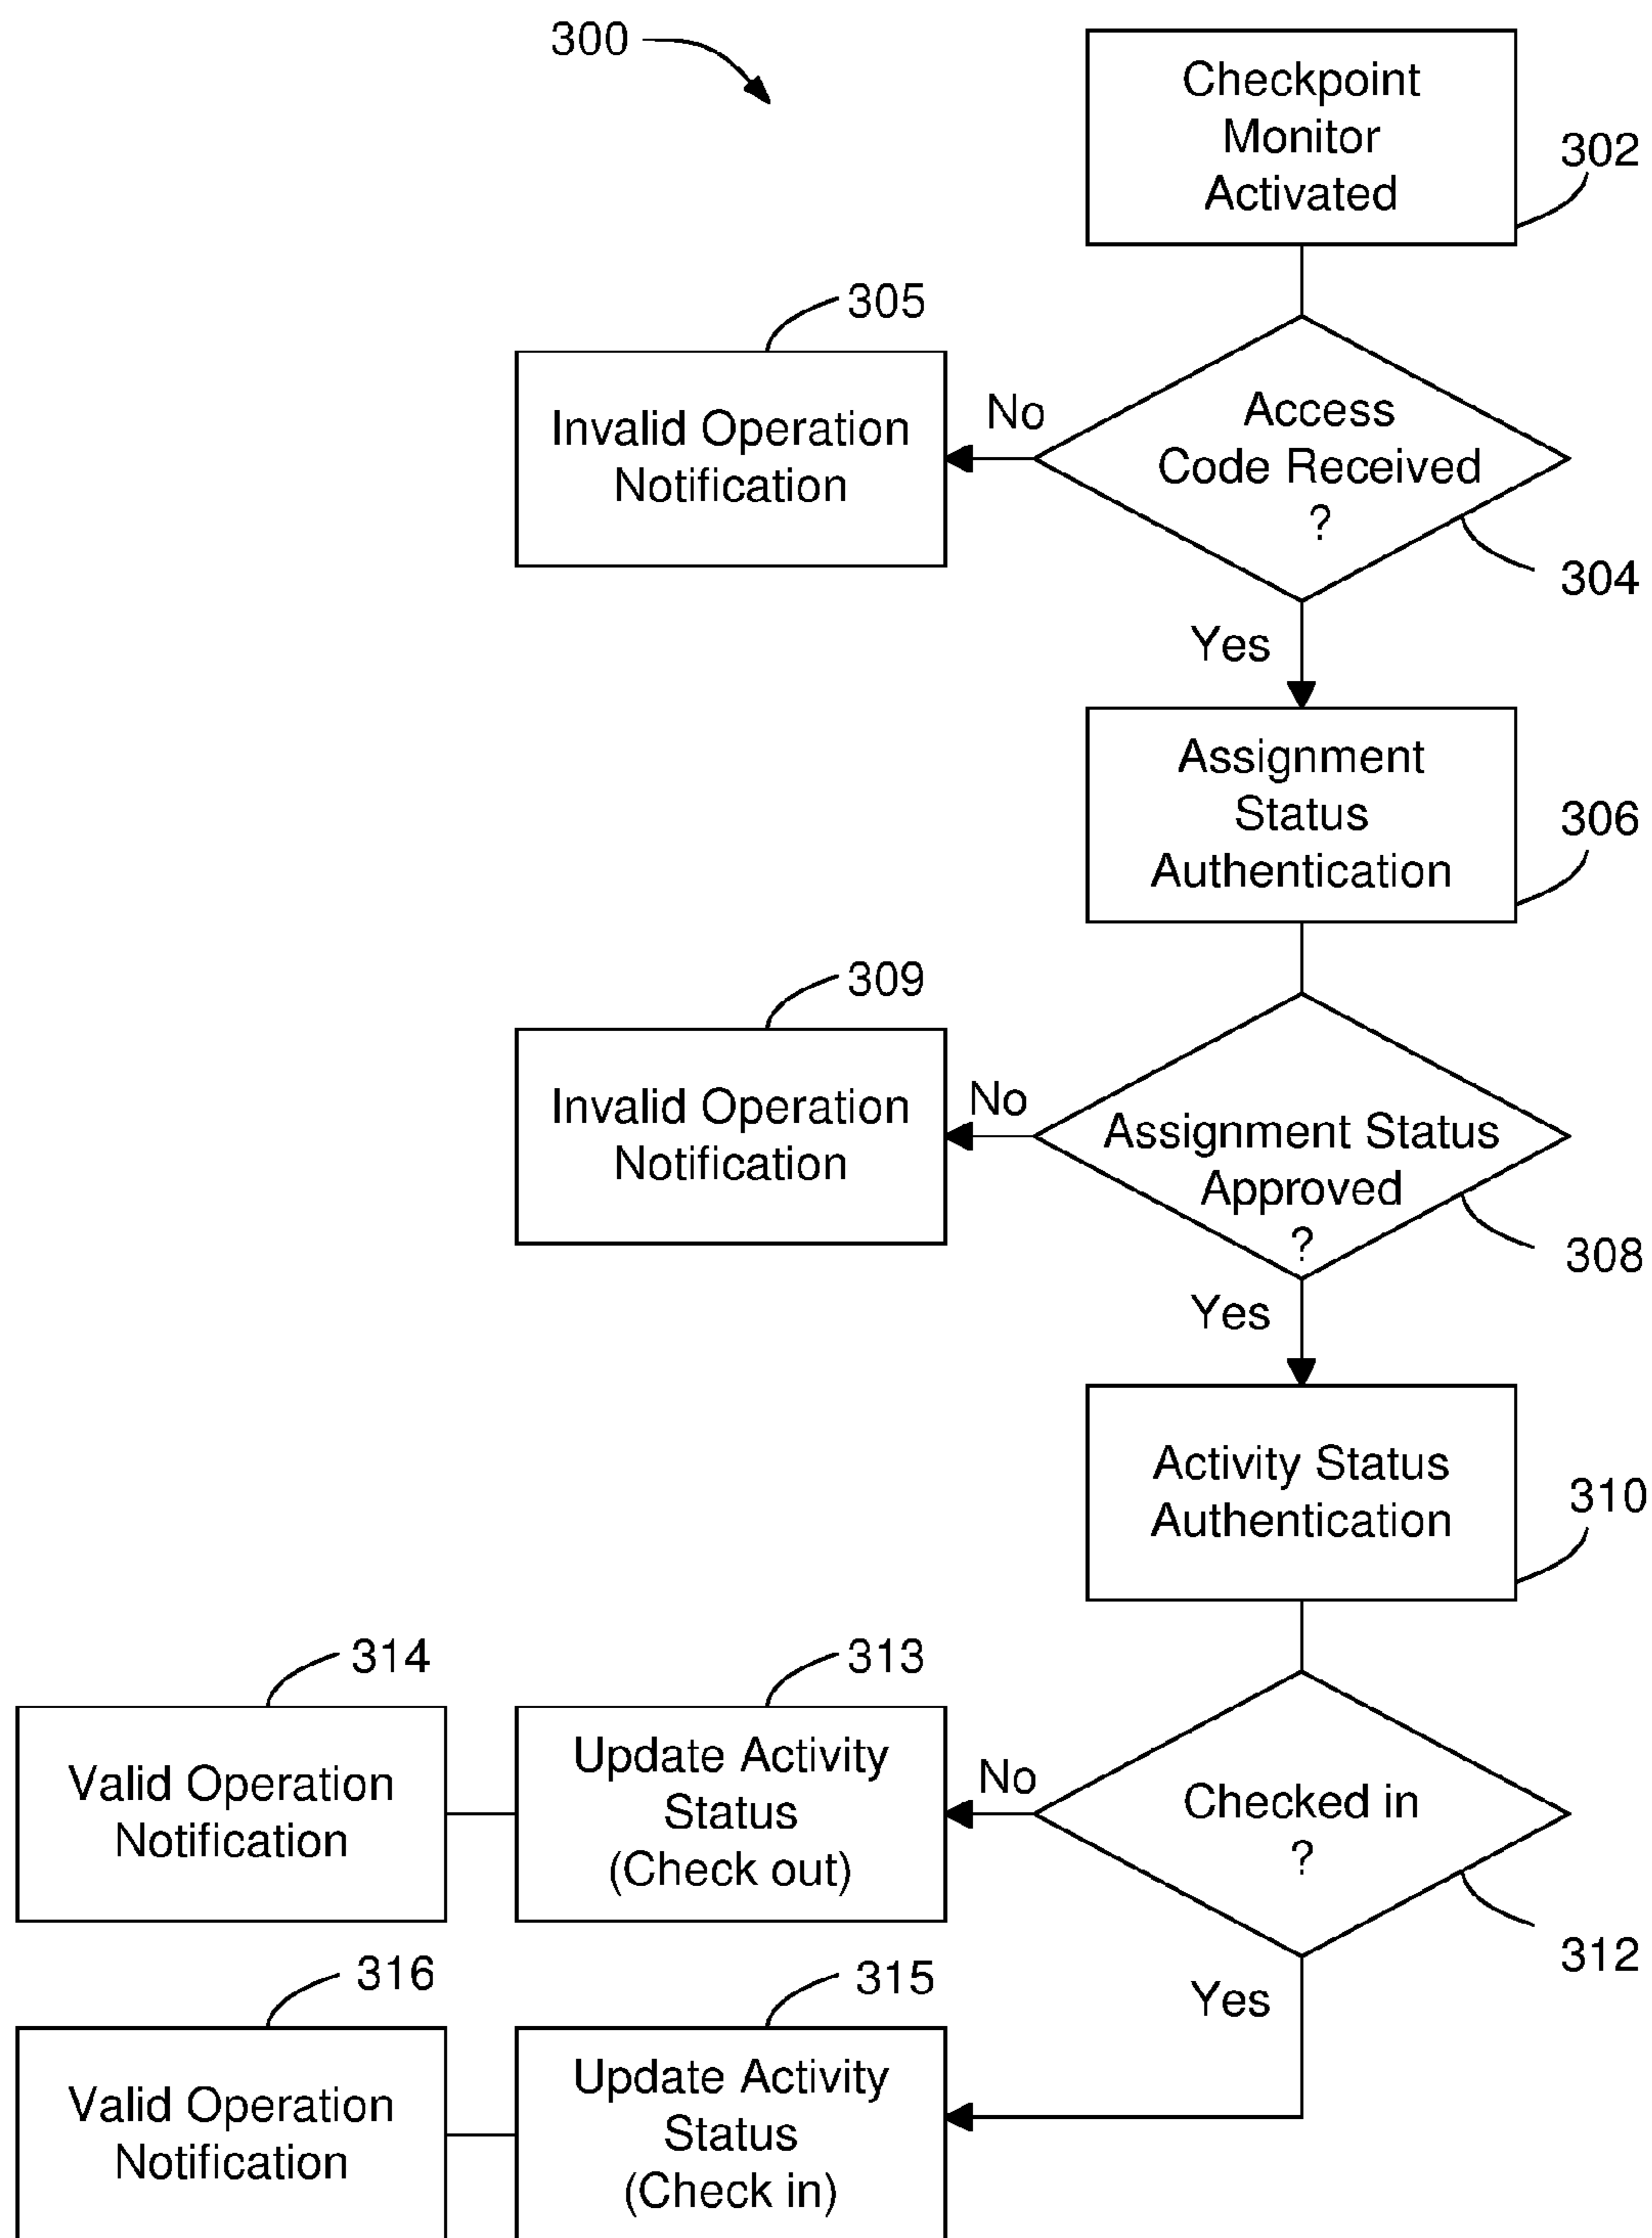 300
Checkpoint
Monitor
Activated
302
305
Invalid Operation
Notification
No
Access
Code Received
?
304
Yes
Assignment
Status
Authentication
306
309
Invalid Operation
Notification
No
Assignment Status
Approved
?
308
Yes
Activity Status
Authentication
310
314
313
Valid Operation
Notification
Update Activity
Status
(Check out)
No
Checked in
?
312
316
315
Yes
Valid Operation
Notification
Update Activity
Status
(Check in)